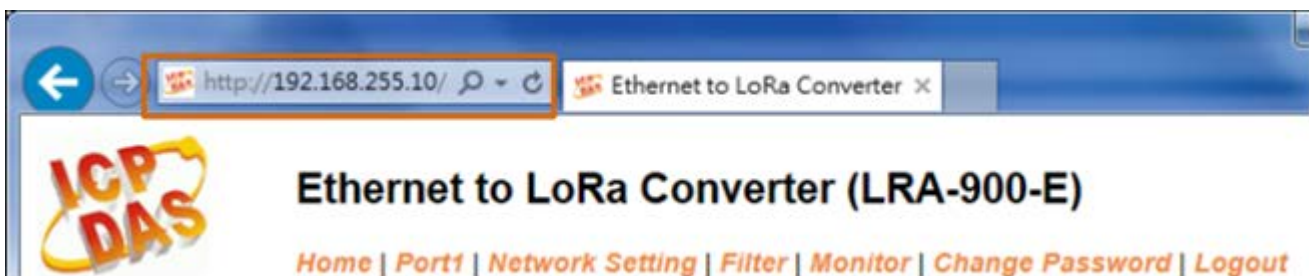 http://192.168.255.10/ Ethernet to LoRa Converter
ICP
DAS
Ethernet to LoRa Converter (LRA-900-E)
Home | Port1 | Network Setting | Filter | Monitor | Change Password | Logout